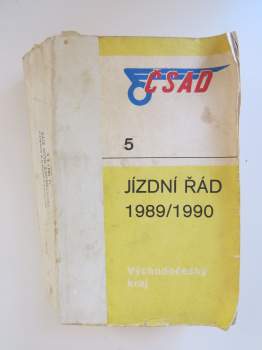 ČSAD
5
JÍZDNÍ ŘÁD
1989/1990
Východočeský
kraj